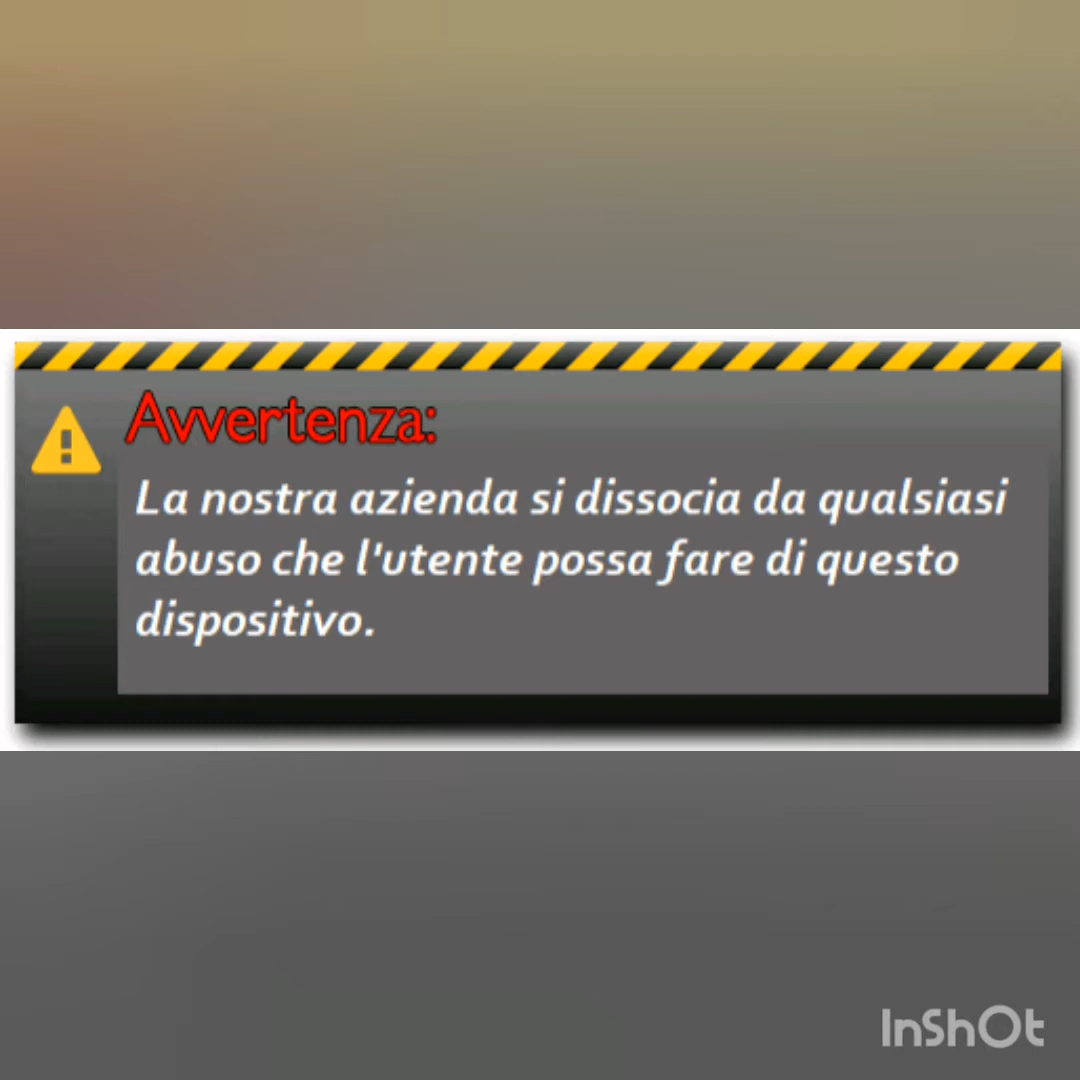 Avvertenza:
La nostra azienda si dissocia da qualsiasi
abuso che l'utente possa fare di questo
dispositivo.
InShOt